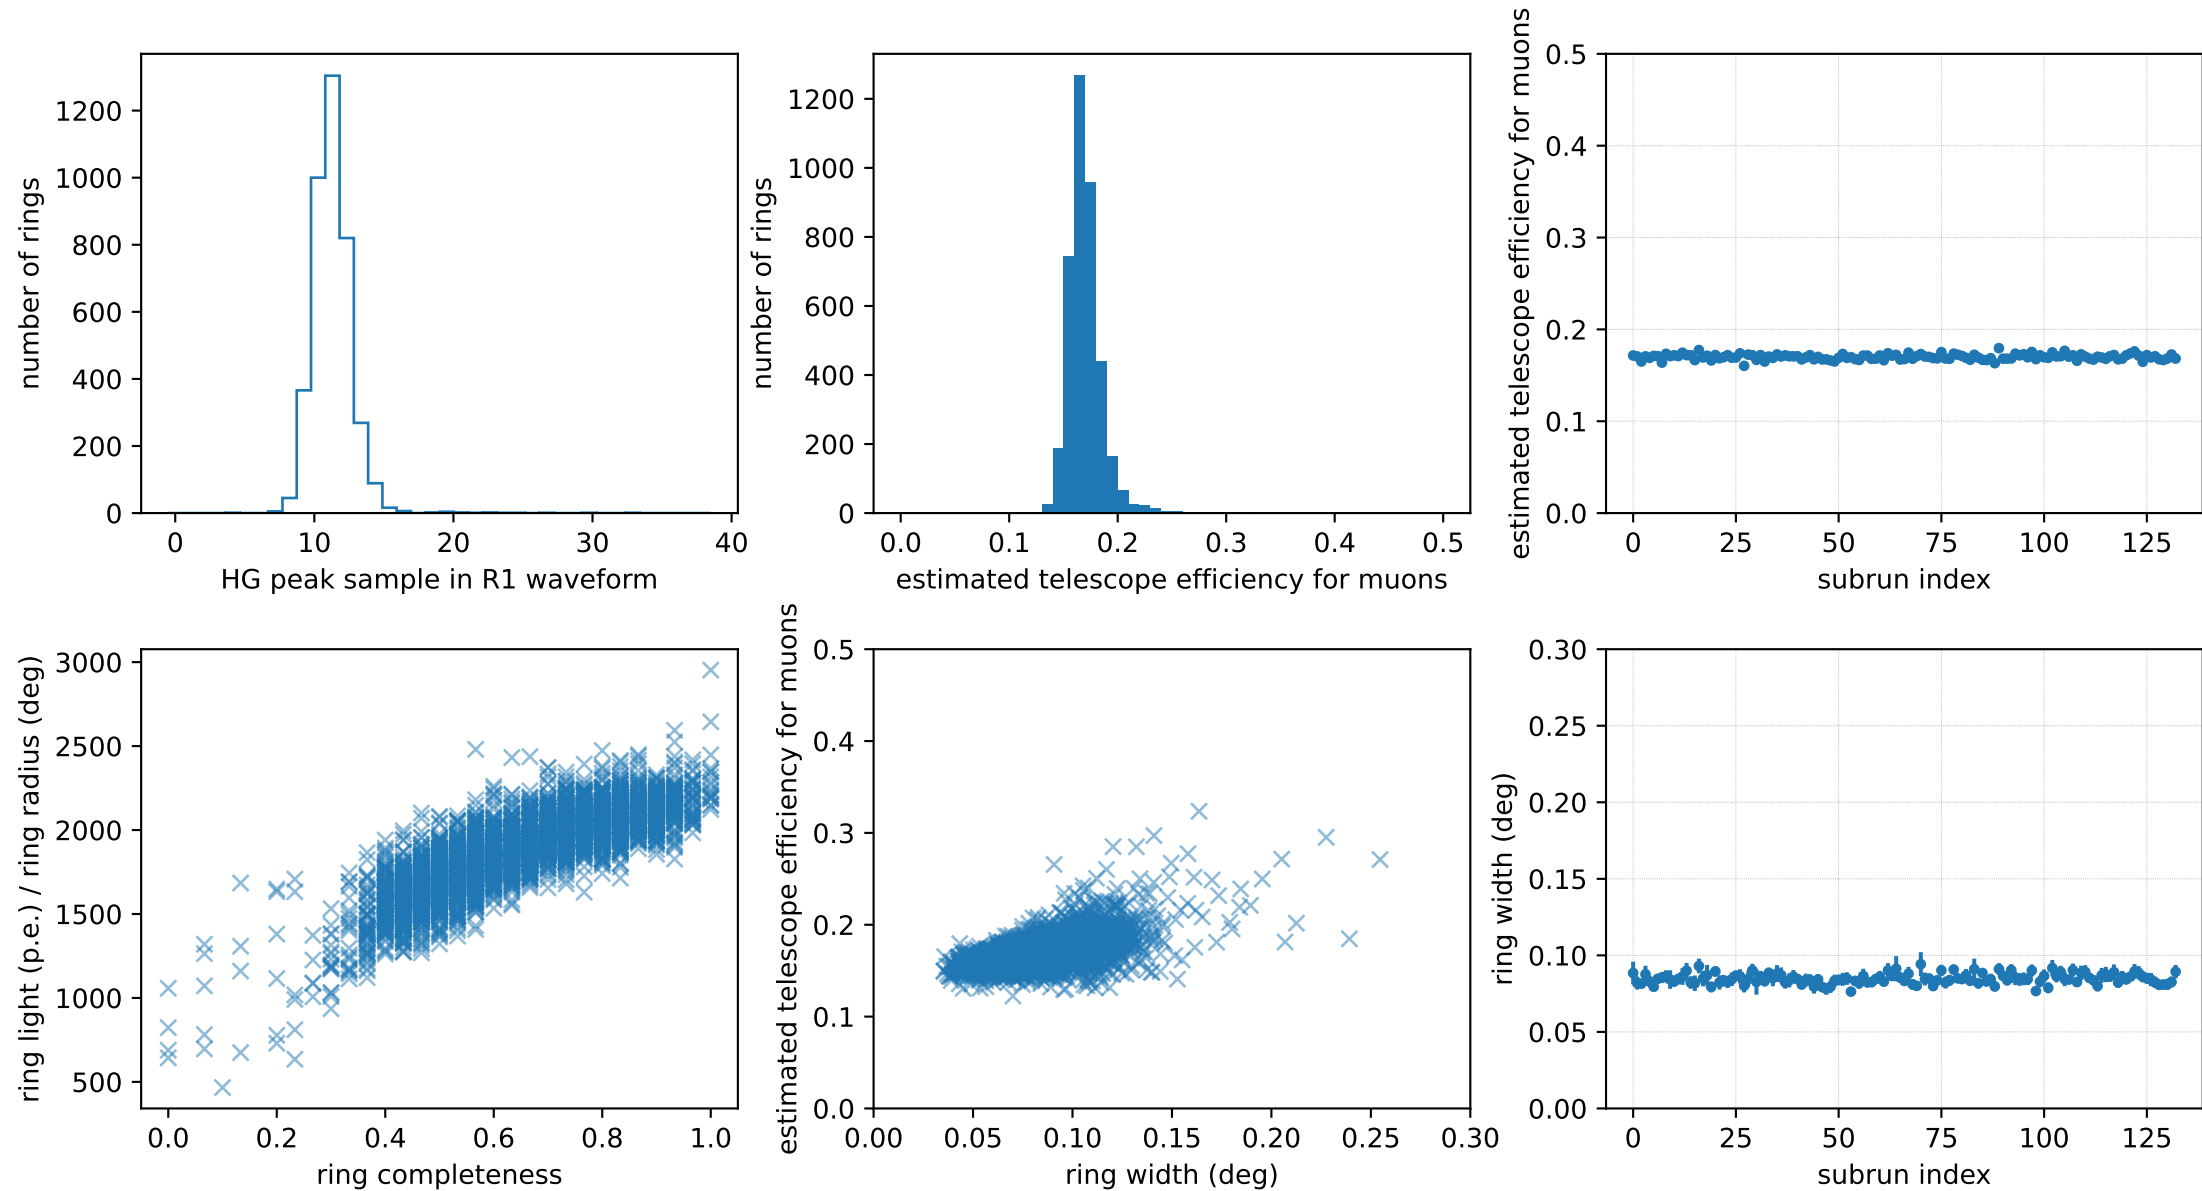 number of rings
1200
1000
800
600
400
200
0
0 10 20 30 40
HG peak sample in R1 waveform
number of rings
1200
1000
800
600
400
200
0
0.0 0.1 0.2 0.3 0.4 0.5
estimated telescope efficiency for muons
estimated telescope efficiency for muons
0.5
0.4
0.3
0.2
0.1
0.0
0 25 50 75 100 125
subrun index
ring light (p.e.) / ring radius (deg)
3000
2500
2000
1500
1000
500
0.0 0.2 0.4 0.6 0.8 1.0
ring completeness
estimated telescope efficiency for muons
0.5
0.4
0.3
0.2
0.1
0.0
0.00 0.05 0.10 0.15 0.20 0.25 0.30
ring width (deg)
ring width (deg)
0.30
0.25
0.20
0.15
0.10
0.05
0.00
0 25 50 75 100 125
subrun index